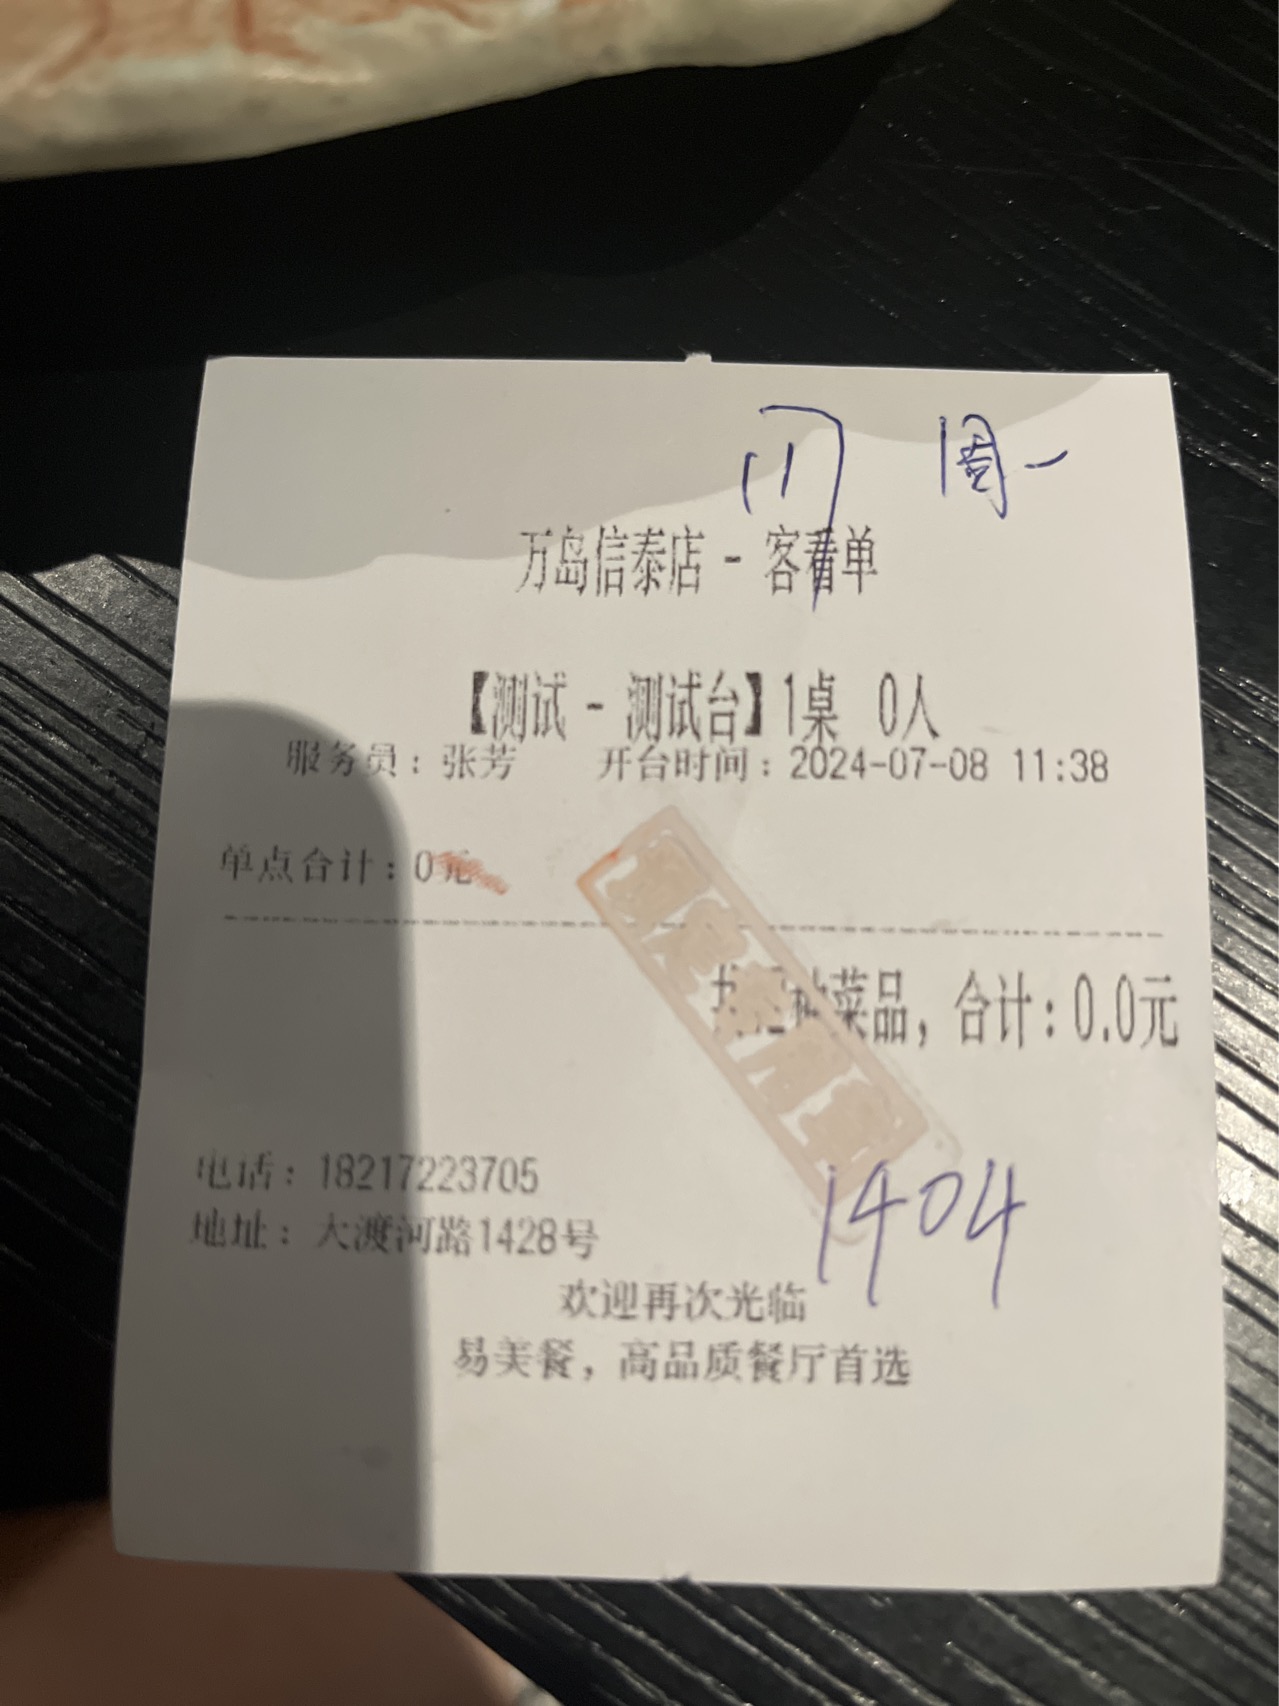 周一
万岛信泰店 - 客看单
【测试 - 测试台】1桌 0人
服务员：张芳 开台时间：2024-07-08 11:38
单点合计：0元
菜品，合计：0.0元
电话：18217223705
1404
地址：大渡河路1428号
欢迎再次光临
易美餐，高品质餐厅首选